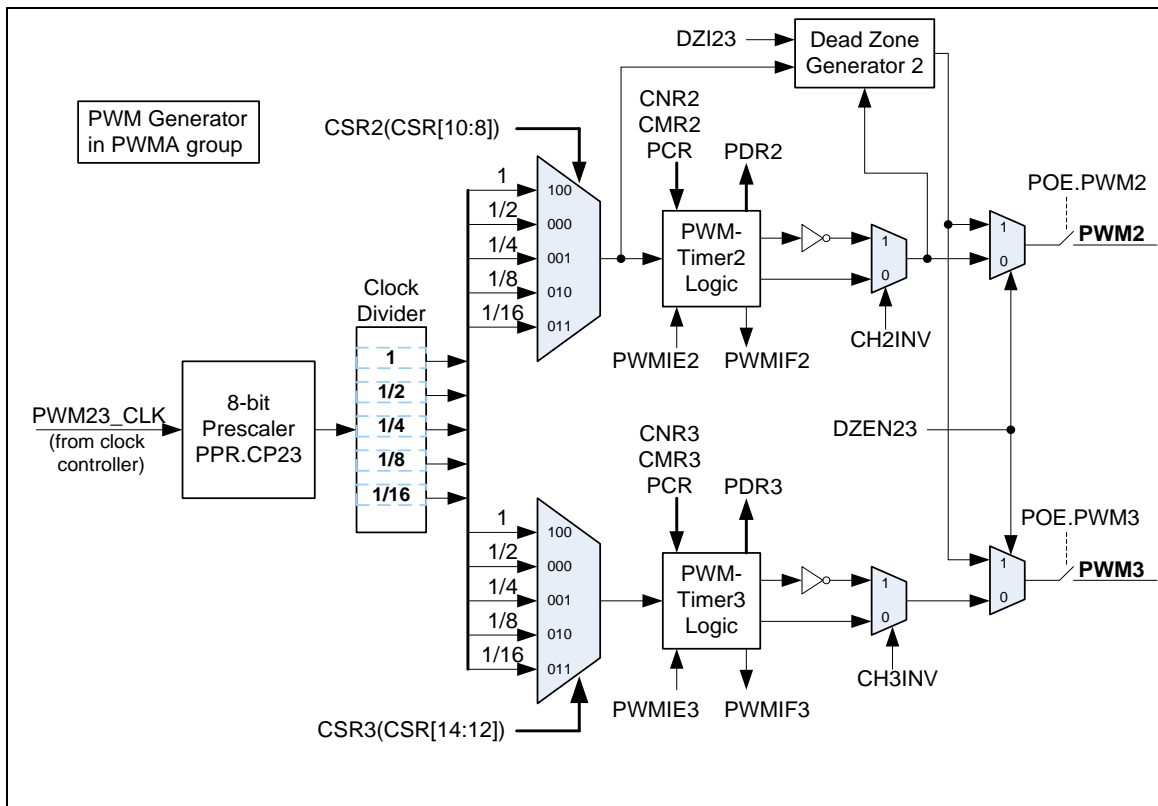 DZI23
Dead Zone
Generator 2
PWM Generator
in PWMA group
CSR2(CSR[10:8])
CNR2
CMR2
PCR
PDR2
POE.PWM2
1
1/2
1/4
1/8
1/16
100
000
001
010
011
PWM-
Timer2
Logic
1
0
1
0
PWM2
CH2INV
PWMIE2
PWMIF2
Clock
Divider
1
1/2
1/4
1/8
1/16
PWM23_CLK
(from clock
controller)
8-bit
Prescaler
PPR.CP23
DZEN23
CNR3
CMR3
PCR
PDR3
POE.PWM3
1
1/2
1/4
1/8
1/16
100
000
001
010
011
PWM-
Timer3
Logic
1
0
1
0
PWM3
CH3INV
PWMIE3
PWMIF3
CSR3(CSR[14:12])